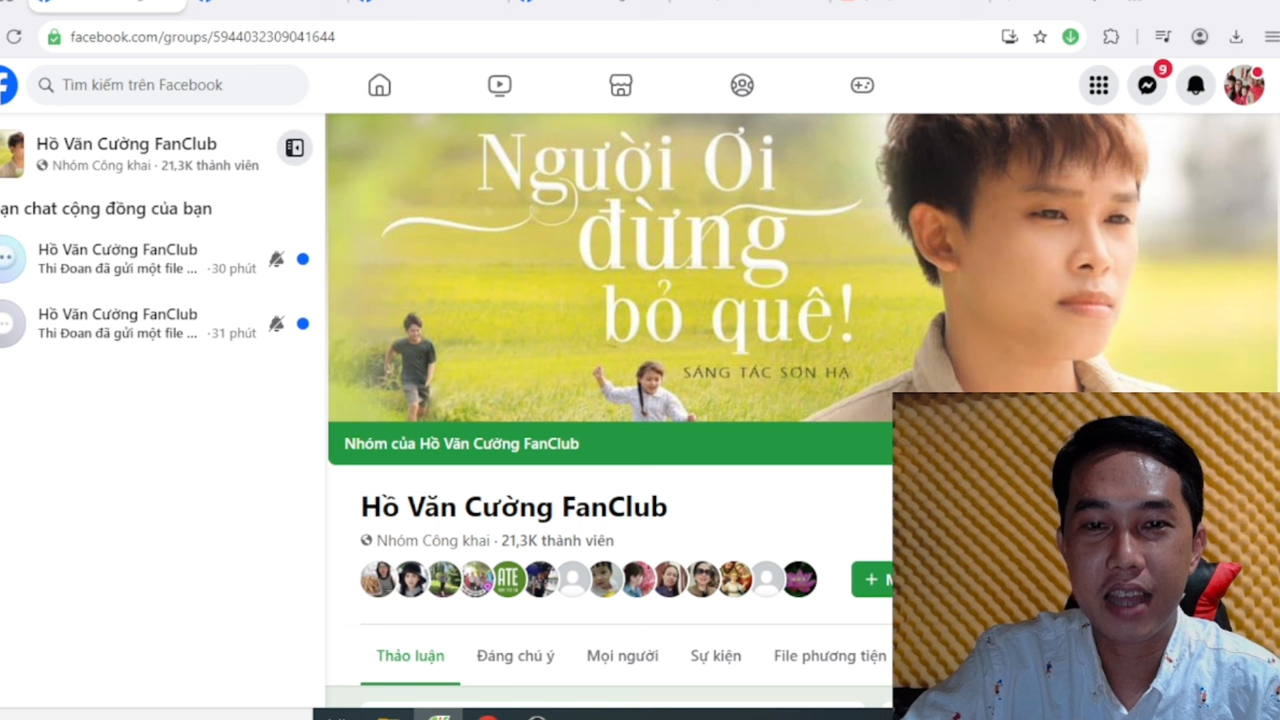 facebook.com/groups/5944032309041644
Tìm kiếm trên Facebook
9
Hồ Văn Cường FanClub
Nhóm Công khai · 21,3K thành viên
ạn chat cộng đồng của bạn
Hồ Văn Cường FanClub
Thi Đoan đã gửi một file ... · 30 phút
Hồ Văn Cường FanClub
Thi Đoan đã gửi một file ... · 31 phút
Người Ơi
đừng
bỏ quê!
SÁNG TÁC SƠN HẠ
Nhóm của Hồ Văn Cường FanClub
Hồ Văn Cường FanClub
Nhóm Công khai · 21,3K thành viên
ATE
+ M
Thảo luận
Đáng chú ý
Mọi người
Sự kiện
File phương tiện